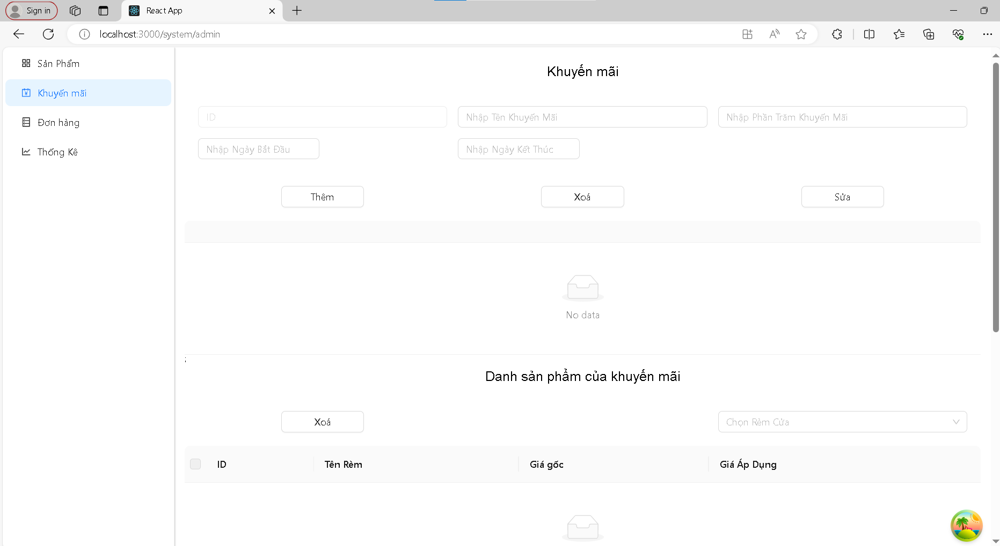 Sign in
React App
localhost:3000/system/admin
Sản Phẩm
Khuyến mãi
Đơn hàng
Thống Kê
Khuyến mãi
ID
Nhập Tên Khuyến Mãi
Nhập Phần Trăm Khuyến Mãi
Nhập Ngày Bắt Đầu
Nhập Ngày Kết Thúc
Thêm
Xoá
Sửa
No data
;
Danh sản phẩm của khuyến mãi
Xoá
Chọn Rèm Cửa
ID
Tên Rèm
Giá gốc
Giá Áp Dụng